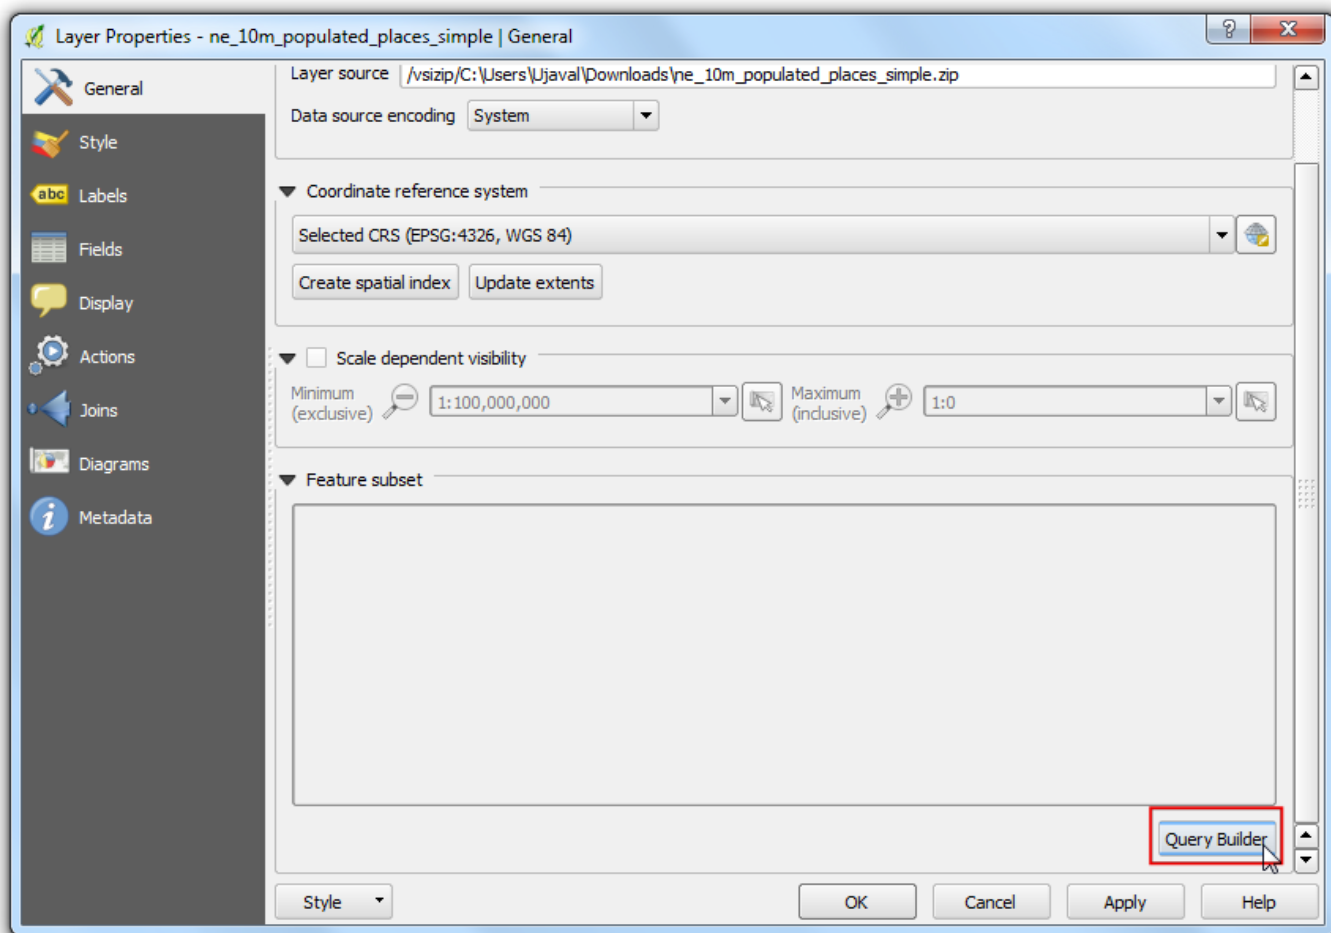 Layer Properties - ne_10m_populated_places_simple | General
General
Style
Labels
Fields
Display
Actions
Joins
Diagrams
Metadata
Layer source /vsizip/C:\Users\Ujaval\Downloads\ne_10m_populated_places_simple.zip
Data source encoding System
Coordinate reference system
Selected CRS (EPSG:4326, WGS 84)
Create spatial index Update extents
Scale dependent visibility
Minimum
(exclusive) 1:100,000,000
Maximum
(inclusive) 1:0
Feature subset
Query Builder
Style OK Cancel Apply Help
abc